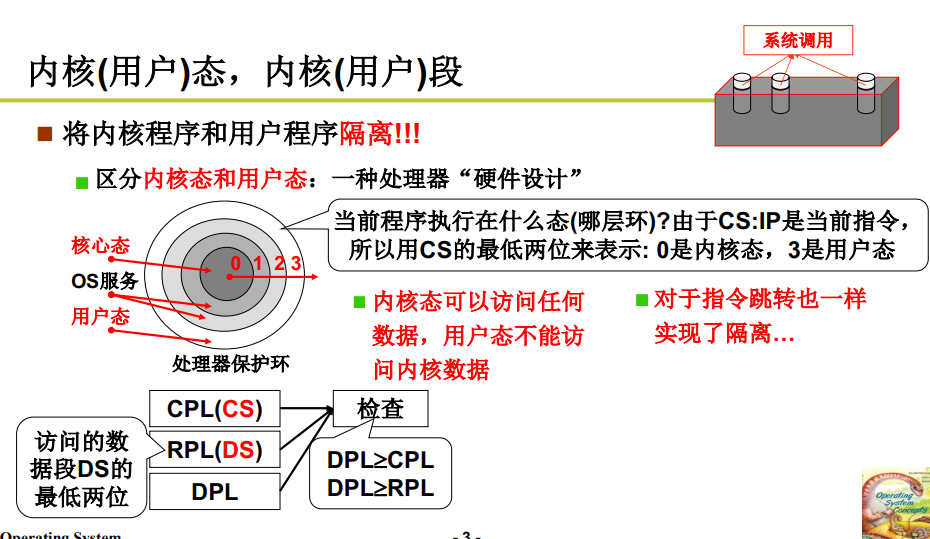 系统调用
内核(用户)态，内核(用户)段
将内核程序和用户程序隔离!!!
区分内核态和用户态：一种处理器“硬件设计”
当前程序执行在什么态(哪层环)?由于CS:IP是当前指令，
所以用CS的最低两位来表示: 0是内核态，3是用户态
核心态
OS服务
用户态
0 1 2 3
处理器保护环
内核态可以访问任何
数据，用户态不能访
问内核数据
对于指令跳转也一样
实现了隔离…
访问的数
据段DS的
最低两位
CPL(CS)
RPL(DS)
DPL
检查
DPL≥CPL
DPL≥RPL
Operating
System
Concepts
Operating System
- 3 -